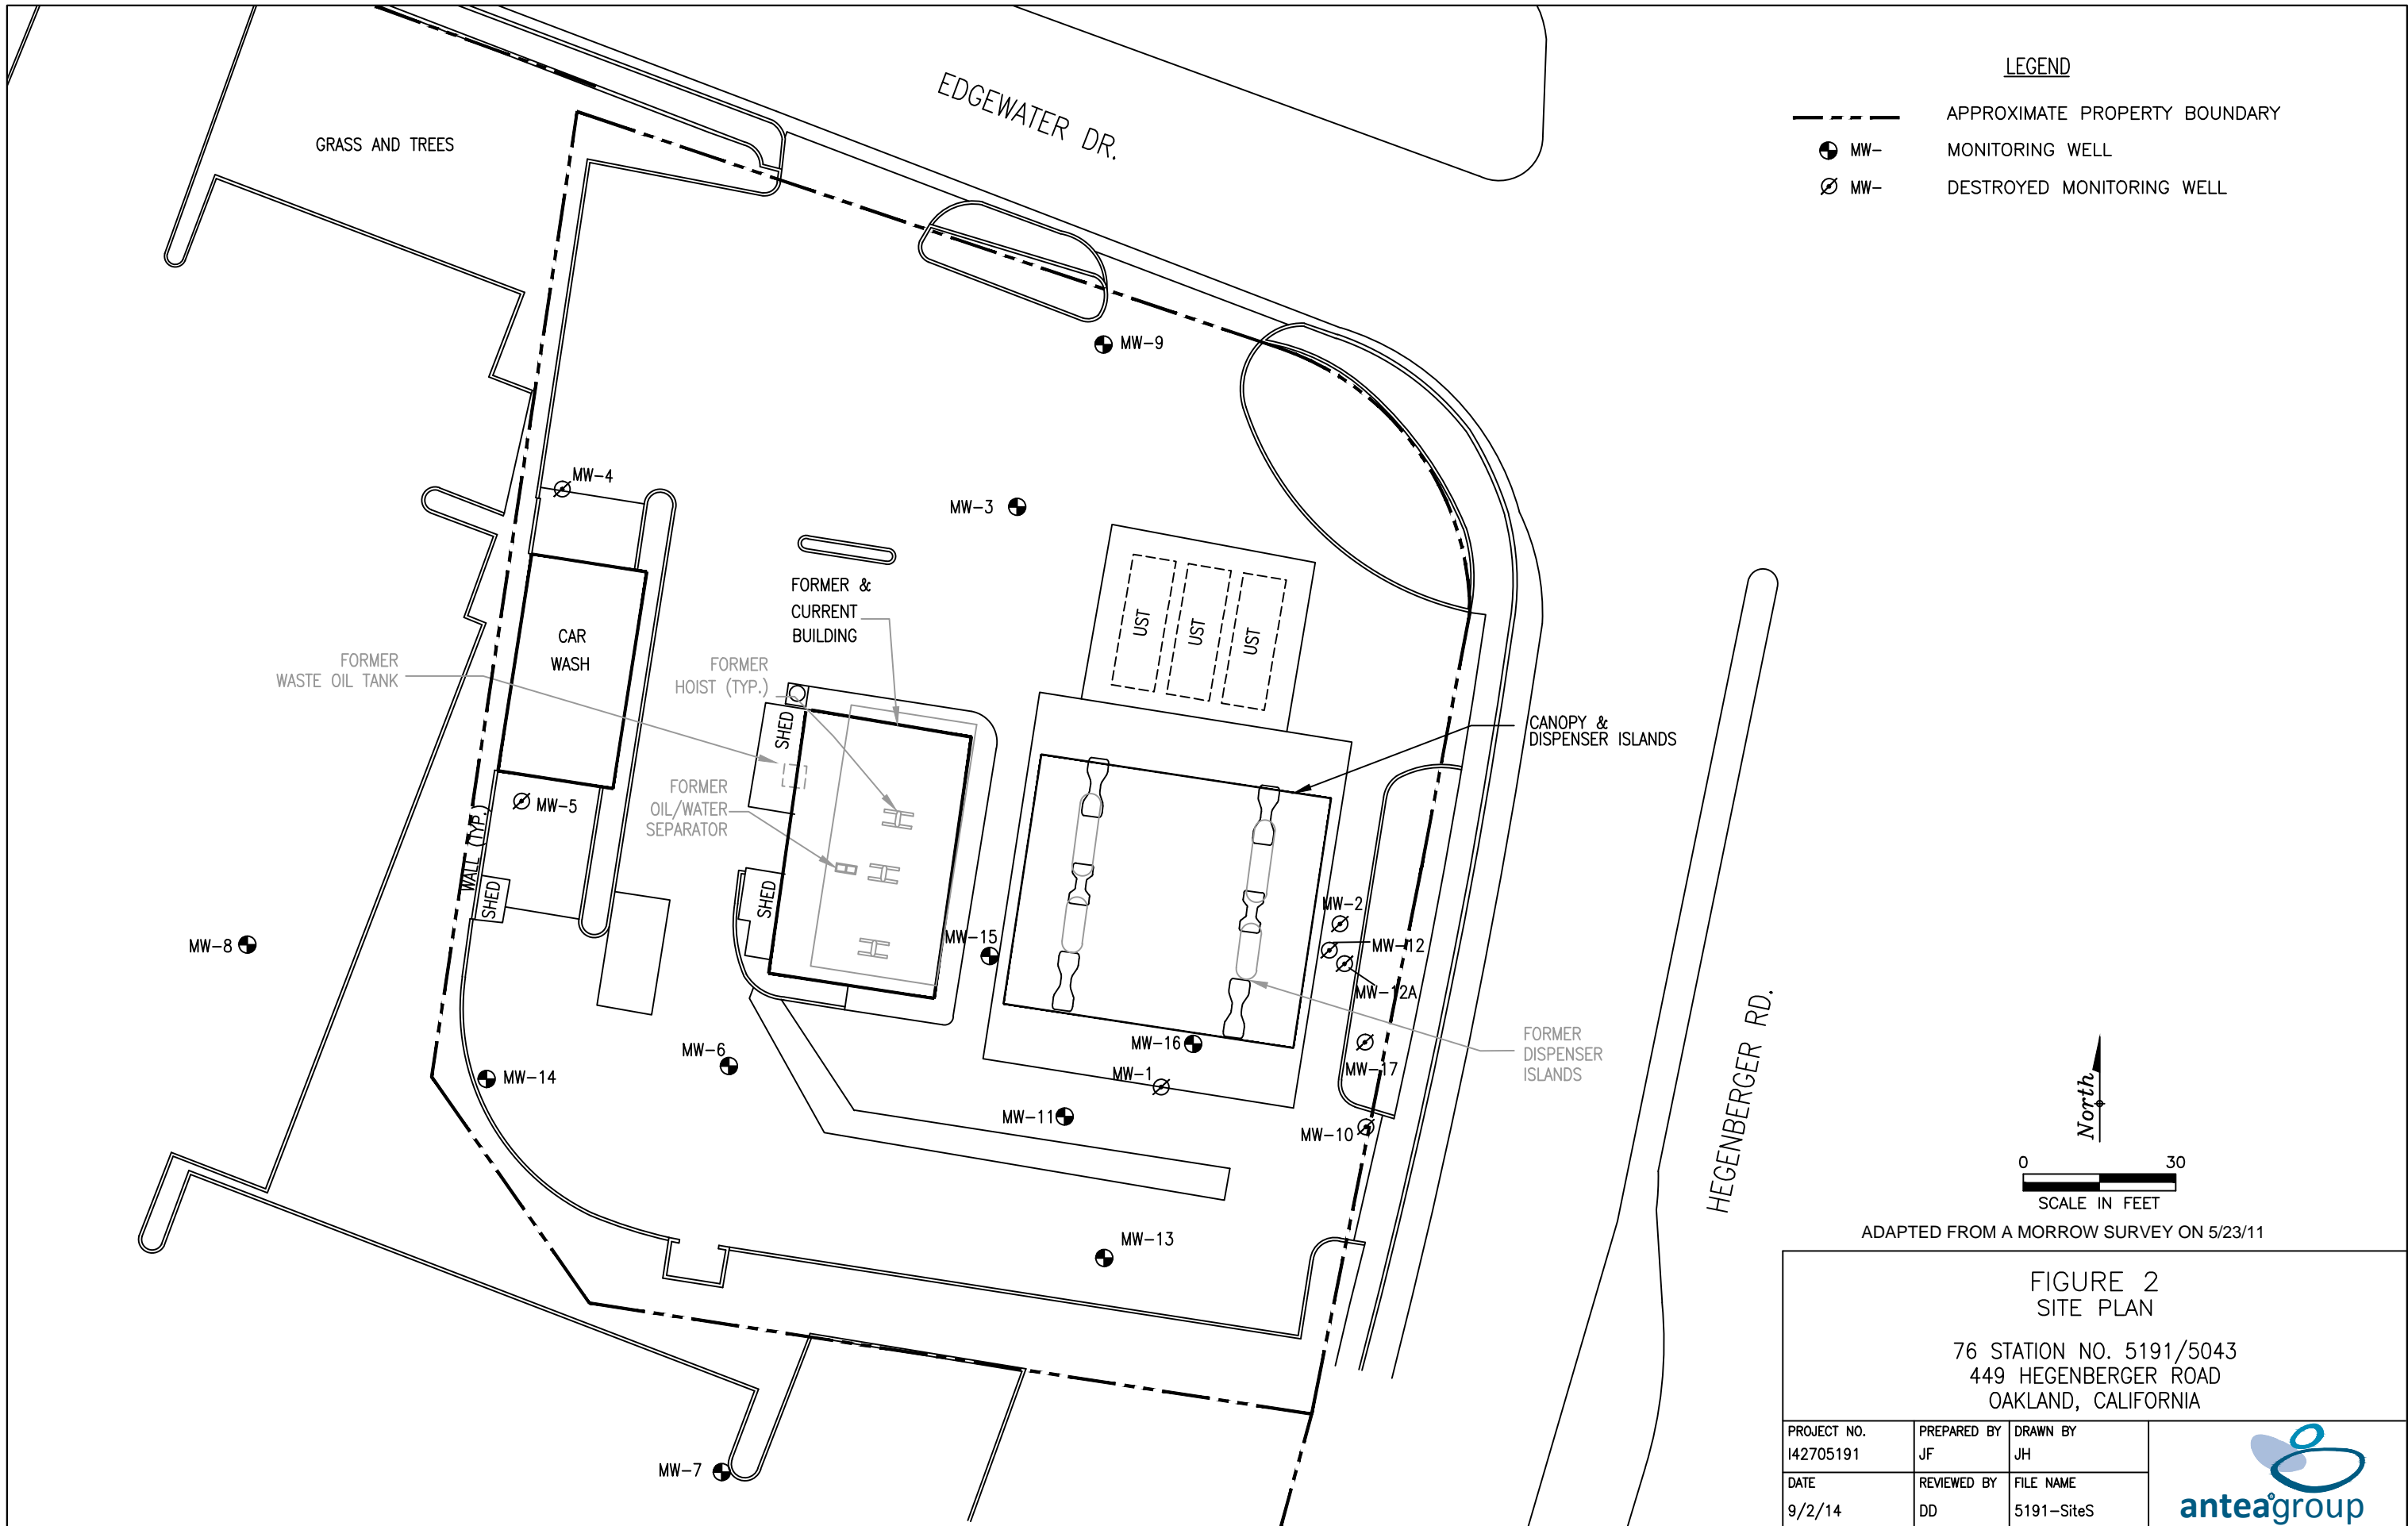 LEGEND
APPROXIMATE PROPERTY BOUNDARY
MW- MONITORING WELL
MW- DESTROYED MONITORING WELL
EDGEWATER DR.
GRASS AND TREES
MW-9
MW-4
MW-3
FORMER &
CURRENT
BUILDING
UST
UST
UST
CAR
WASH
FORMER
WASTE OIL TANK
FORMER
HOIST (TYP.)
SHED
CANOPY &
DISPENSER ISLANDS
MW-5
FORMER
OIL/WATER
SEPARATOR
WALL (TYP.)
SHED
SHED
MW-2
MW-8
MW-15
MW-12
MW-12A
HEGENBERGER RD.
MW-6
MW-16
MW-14
MW-1
MW-17
FORMER
DISPENSER
ISLANDS
MW-11
MW-10
MW-13
MW-7
North
0 30
SCALE IN FEET
ADAPTED FROM A MORROW SURVEY ON 5/23/11
FIGURE 2
SITE PLAN
76 STATION NO. 5191/5043
449 HEGENBERGER ROAD
OAKLAND, CALIFORNIA
PROJECT NO. PREPARED BY DRAWN BY
I42705191 JF JH
DATE REVIEWED BY FILE NAME
9/2/14 DD 5191-SiteS
anteagroup